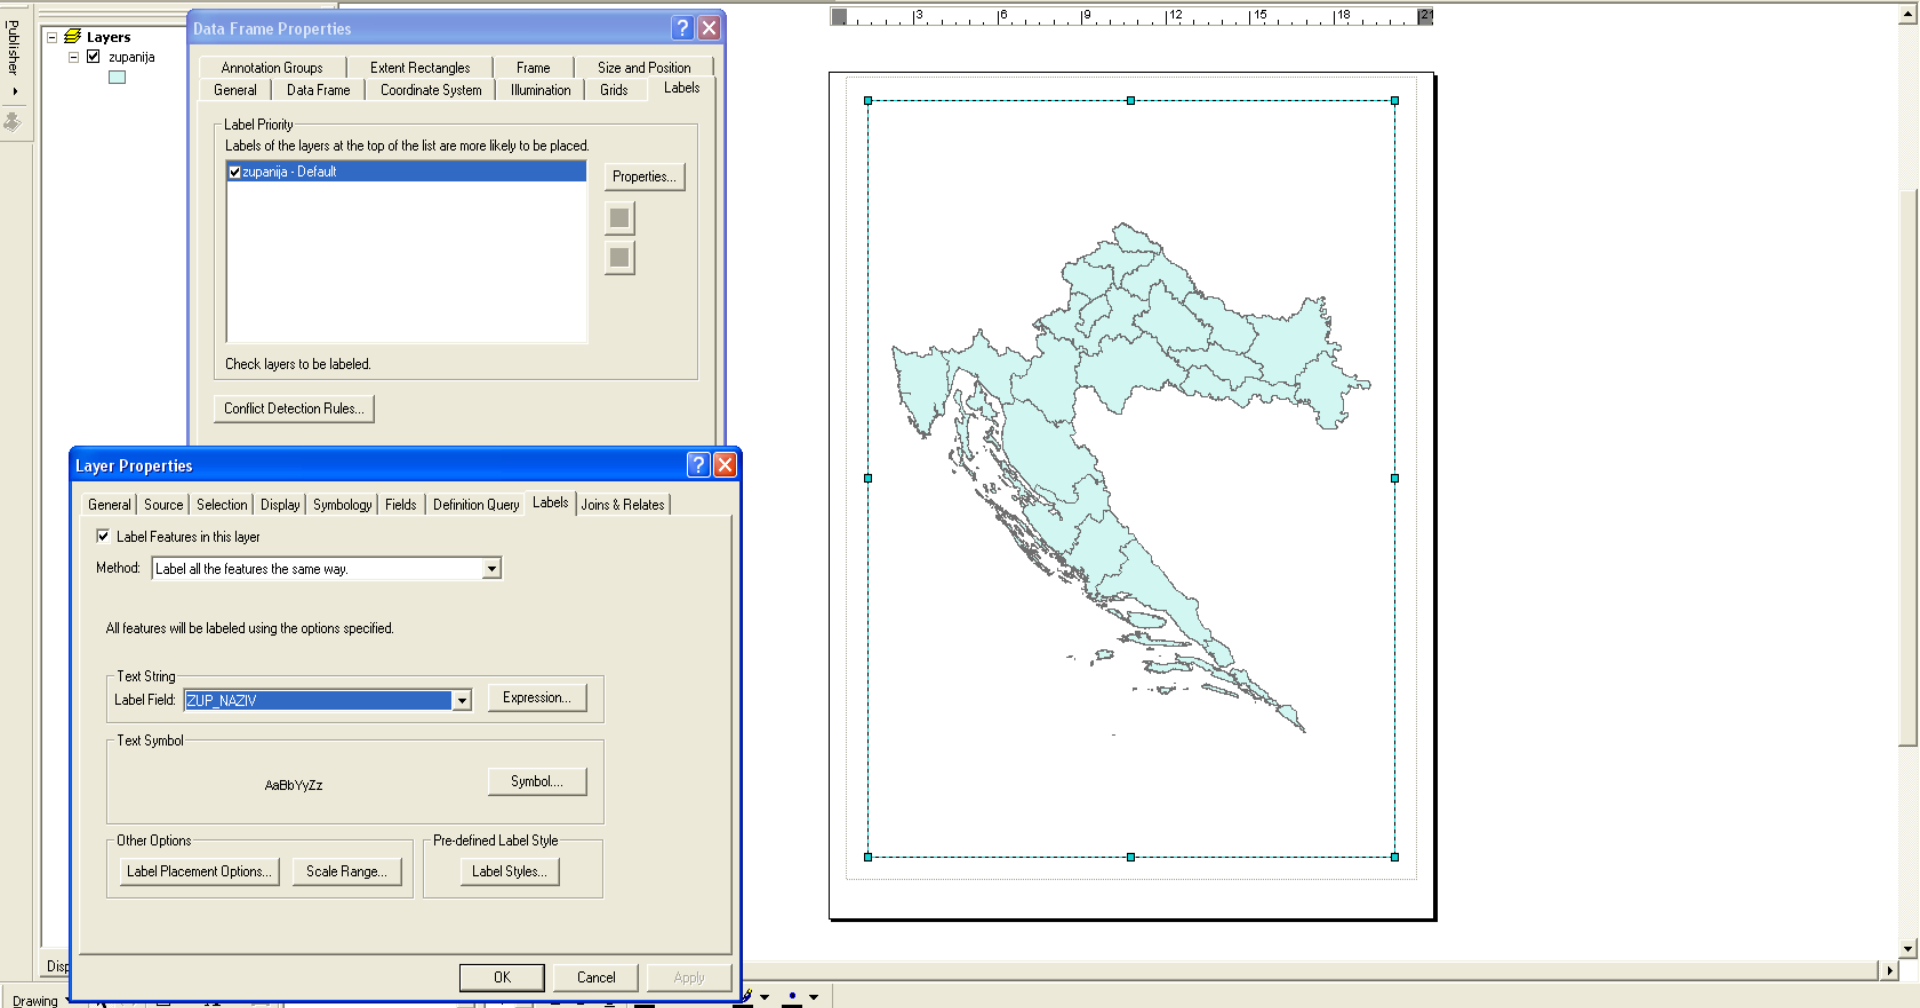 Publisher
Layers
zupanija
Data Frame Properties
Annotation Groups
Extent Rectangles
Frame
Size and Position
General
Data Frame
Coordinate System
Illumination
Grids
Labels
Label Priority
Labels of the layers at the top of the list are more likely to be placed.
zupanija - Default
Properties...
Check layers to be labeled.
Conflict Detection Rules...
Layer Properties
General
Source
Selection
Display
Symbology
Fields
Definition Query
Labels
Joins & Relates
Label Features in this layer
Method:
Label all the features the same way.
All features will be labeled using the options specified.
Text String
Label Field:
ZUP_NAZIV
Expression...
Text Symbol
AaBbYyZz
Symbol...
Other Options
Label Placement Options...
Scale Range...
Pre-defined Label Style
Label Styles...
OK
Cancel
Apply
Disp
Drawing
3
6
9
12
15
18
21